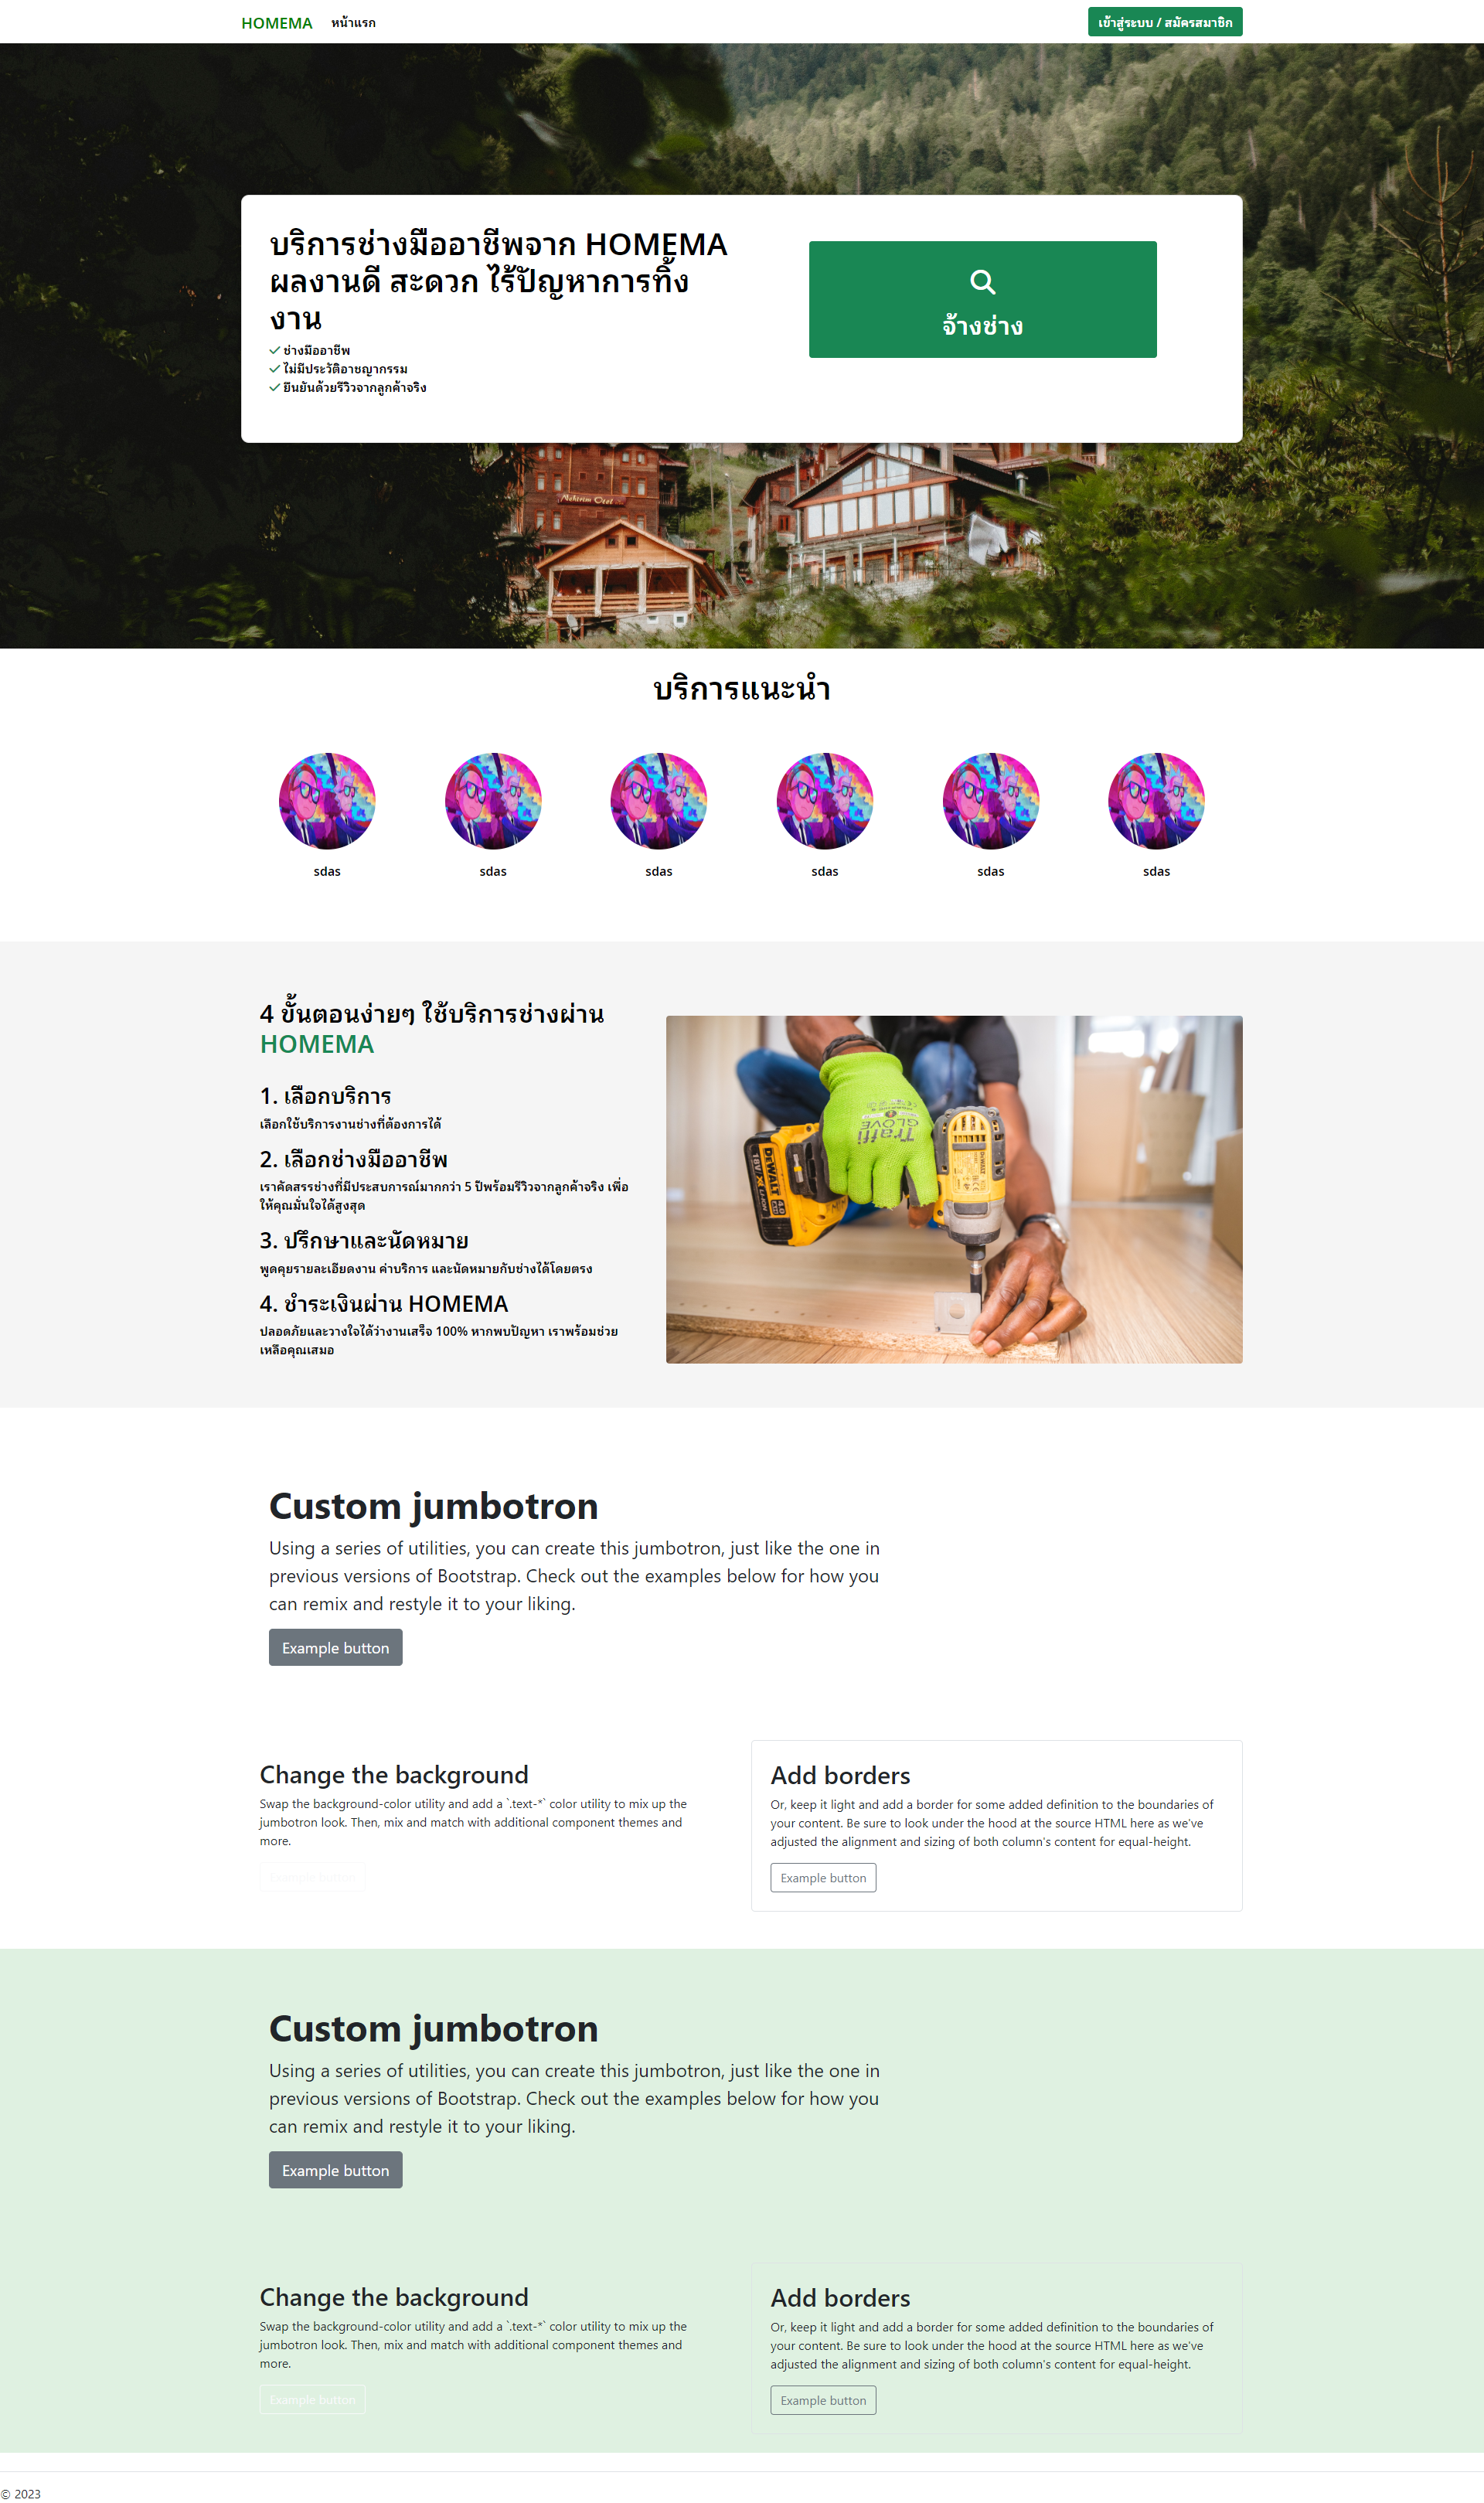 HOMEMA หน้าแรก เข้าสู่ระบบ / สมัครสมาชิก
บริการช่างมืออาชีพจาก HOMEMA
ผลงานดี สะดวก ไร้ปัญหาการทิ้ง
งาน
ช่างมืออาชีพ
ไม่มีประวัติอาชญากรรม
ยืนยันด้วยรีวิวจากลูกค้าจริง
จ้างช่าง
Mehtisim Otel
บริการแนะนำ
sdas sdas sdas sdas sdas sdas
4 ขั้นตอนง่ายๆ ใช้บริการช่างผ่าน
HOMEMA
1. เลือกบริการ
เลือกใช้บริการงานช่างที่ต้องการได้
2. เลือกช่างมืออาชีพ
เราคัดสรรช่างที่มีประสบการณ์มากกว่า 5 ปีพร้อมรีวิวจากลูกค้าจริง เพื่อ
ให้คุณมั่นใจได้สูงสุด
3. ปรึกษาและนัดหมาย
พูดคุยรายละเอียดงาน ค่าบริการ และนัดหมายกับช่างได้โดยตรง
4. ชำระเงินผ่าน HOMEMA
ปลอดภัยและวางใจได้ว่างานเสร็จ 100% หากพบปัญหา เราพร้อมช่วย
เหลือคุณเสมอ
Traffi
GLOVE
DEWALT
18V XR
4.0
Custom jumbotron
Using a series of utilities, you can create this jumbotron, just like the one in
previous versions of Bootstrap. Check out the examples below for how you
can remix and restyle it to your liking.
Example button
Change the background
Swap the background-color utility and add a `.text-*` color utility to mix up the
jumbotron look. Then, mix and match with additional component themes and
more.
Example button
Add borders
Or, keep it light and add a border for some added definition to the boundaries of
your content. Be sure to look under the hood at the source HTML here as we've
adjusted the alignment and sizing of both column's content for equal-height.
Example button
Custom jumbotron
Using a series of utilities, you can create this jumbotron, just like the one in
previous versions of Bootstrap. Check out the examples below for how you
can remix and restyle it to your liking.
Example button
Change the background
Swap the background-color utility and add a `.text-*` color utility to mix up the
jumbotron look. Then, mix and match with additional component themes and
more.
Example button
Add borders
Or, keep it light and add a border for some added definition to the boundaries of
your content. Be sure to look under the hood at the source HTML here as we've
adjusted the alignment and sizing of both column's content for equal-height.
Example button
© 2023